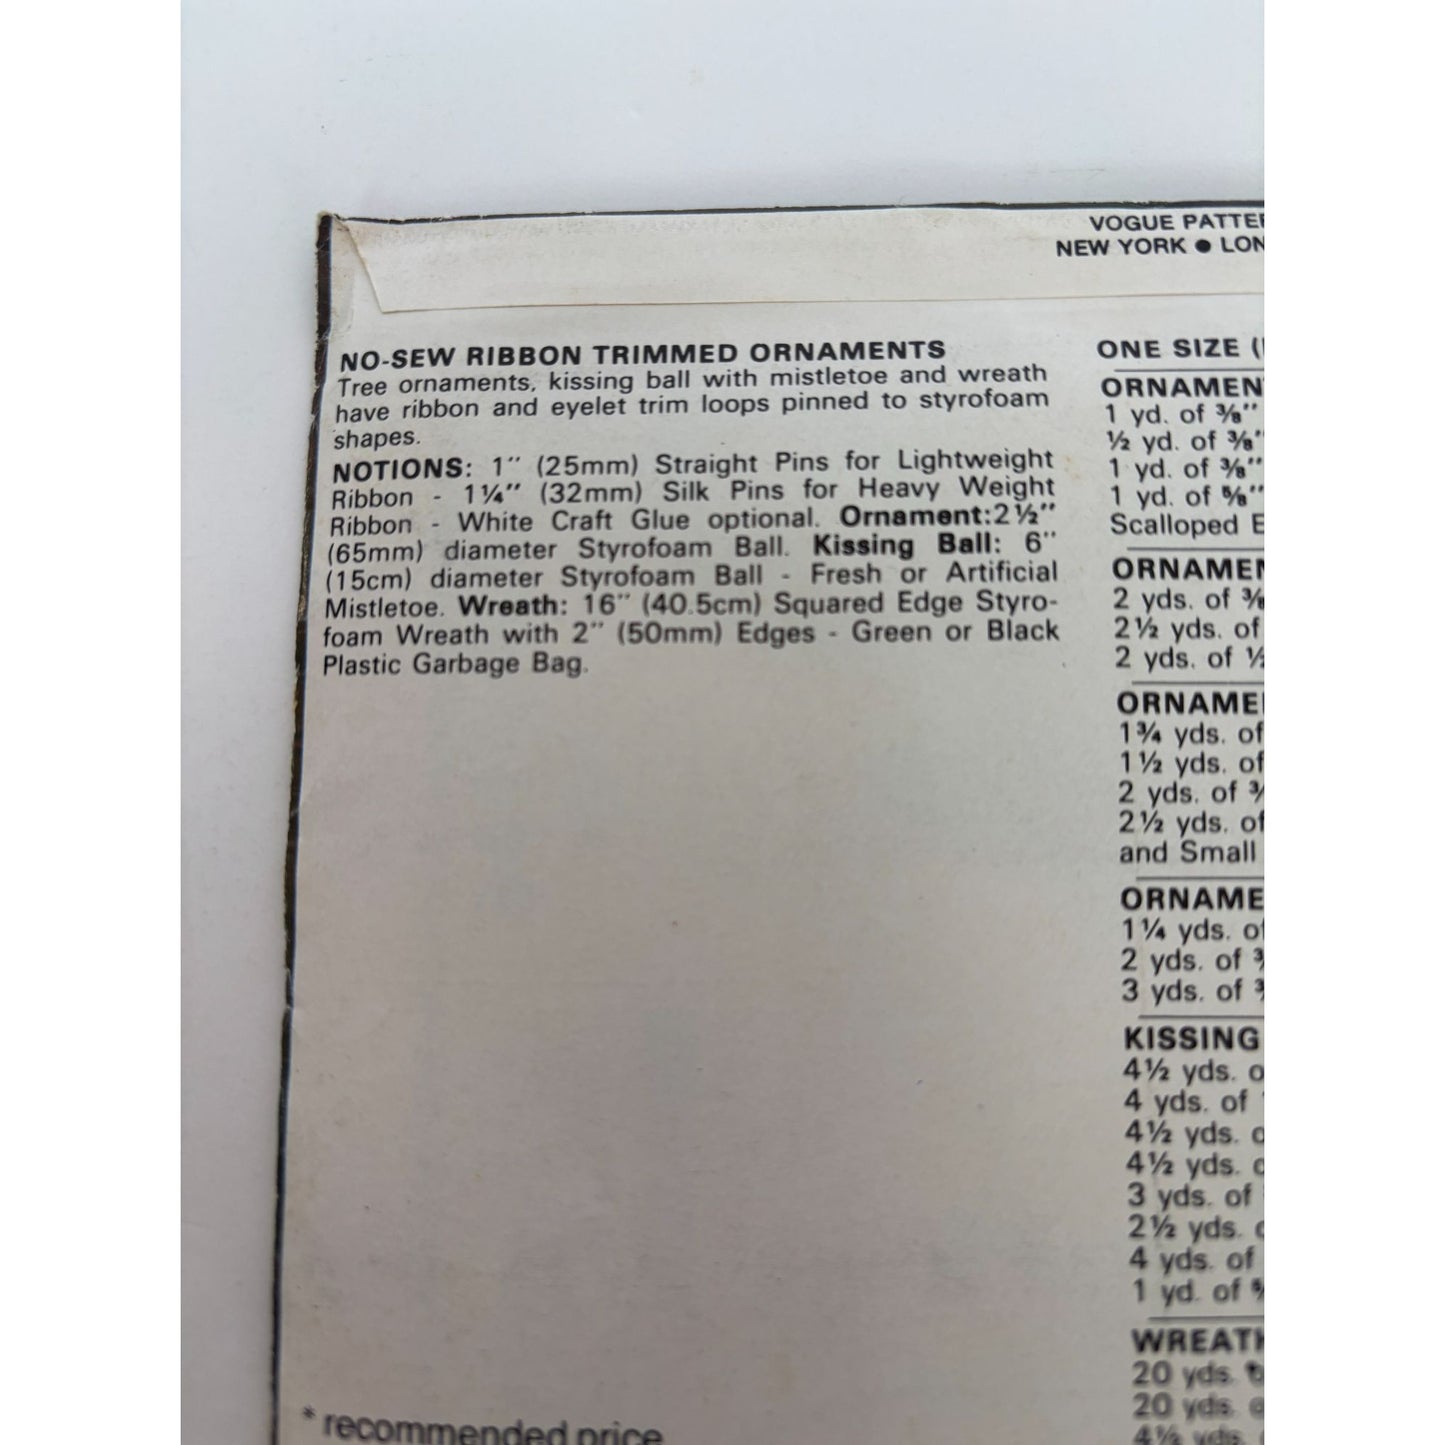 VOGUE PATTE
NEW YORK ● LON
NO-SEW RIBBON TRIMMED ORNAMENTS
Tree ornaments, kissing ball with mistletoe and wreath
have ribbon and eyelet trim loops pinned to styrofoam
shapes.
NOTIONS: 1" (25mm) Straight Pins for Lightweight
Ribbon - 1¼" (32mm) Silk Pins for Heavy Weight
Ribbon - White Craft Glue optional. Ornament:2½"
(65mm) diameter Styrofoam Ball. Kissing Ball: 6"
(15cm) diameter Styrofoam Ball - Fresh or Artificial
Mistletoe. Wreath: 16" (40.5cm) Squared Edge Styro-
foam Wreath with 2" (50mm) Edges - Green or Black
Plastic Garbage Bag.
* recommended price
ONE SIZE (
ORNAMEN
1 yd. of ⅜"
½ yd. of ⅜"
1 yd. of ⅜"
1 yd. of ⅝"
Scalloped E
ORNAMEN
2 yds. of ⅜
2½ yds. of
2 yds. of ½
ORNAME
1¾ yds. of
1½ yds. of
2 yds. of
2½ yds. of
and Small
ORNAME
1¼ yds. of
2 yds. of
3 yds. of
KISSING
4½ yds. o
4 yds. of
4½ yds.
4½ yds.
3 yds. of
2½ yds.
4 yds. of
1 yd. of
WREATH
20 yds.
20 yds.
4½ yds.